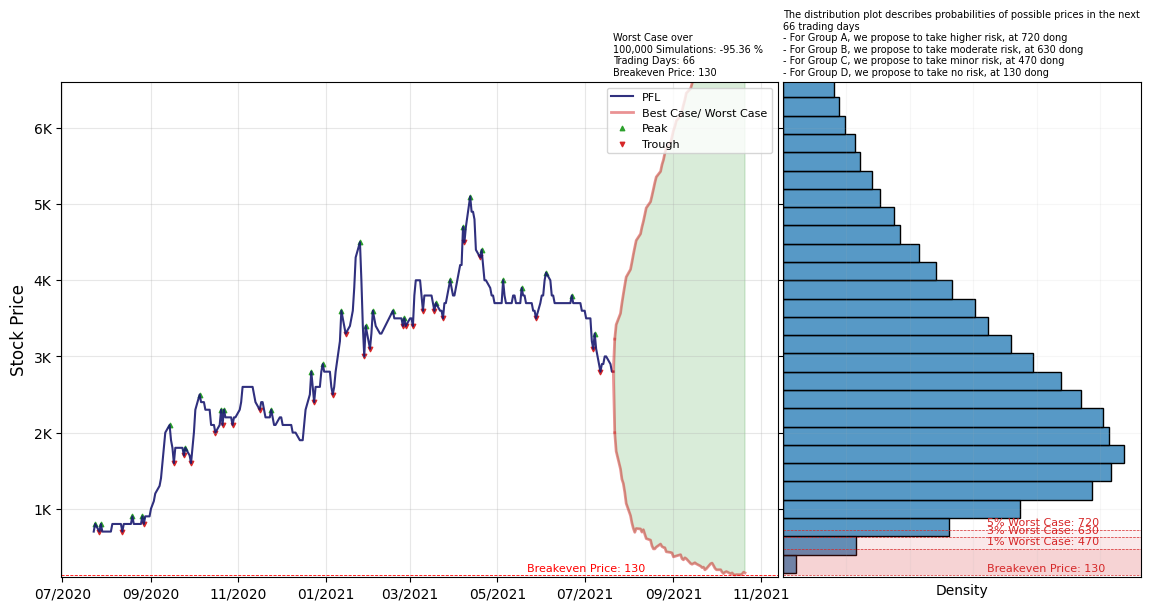 The distribution plot describes probabilities of possible prices in the next
66 trading days
- For Group A, we propose to take higher risk, at 720 dong
- For Group B, we propose to take moderate risk, at 630 dong
- For Group C, we propose to take minor risk, at 470 dong
- For Group D, we propose to take no risk, at 130 dong
Worst Case over
100,000 Simulations: -95.36 %
Trading Days: 66
Breakeven Price: 130
PFL
Best Case/ Worst Case
Peak
Trough
Stock Price
6K
5K
4K
3K
2K
1K
Breakeven Price: 130
07/2020
09/2020
11/2020
01/2021
03/2021
05/2021
07/2021
09/2021
11/2021
5% Worst Case: 720
3% Worst Case: 630
1% Worst Case: 470
Breakeven Price: 130
Density